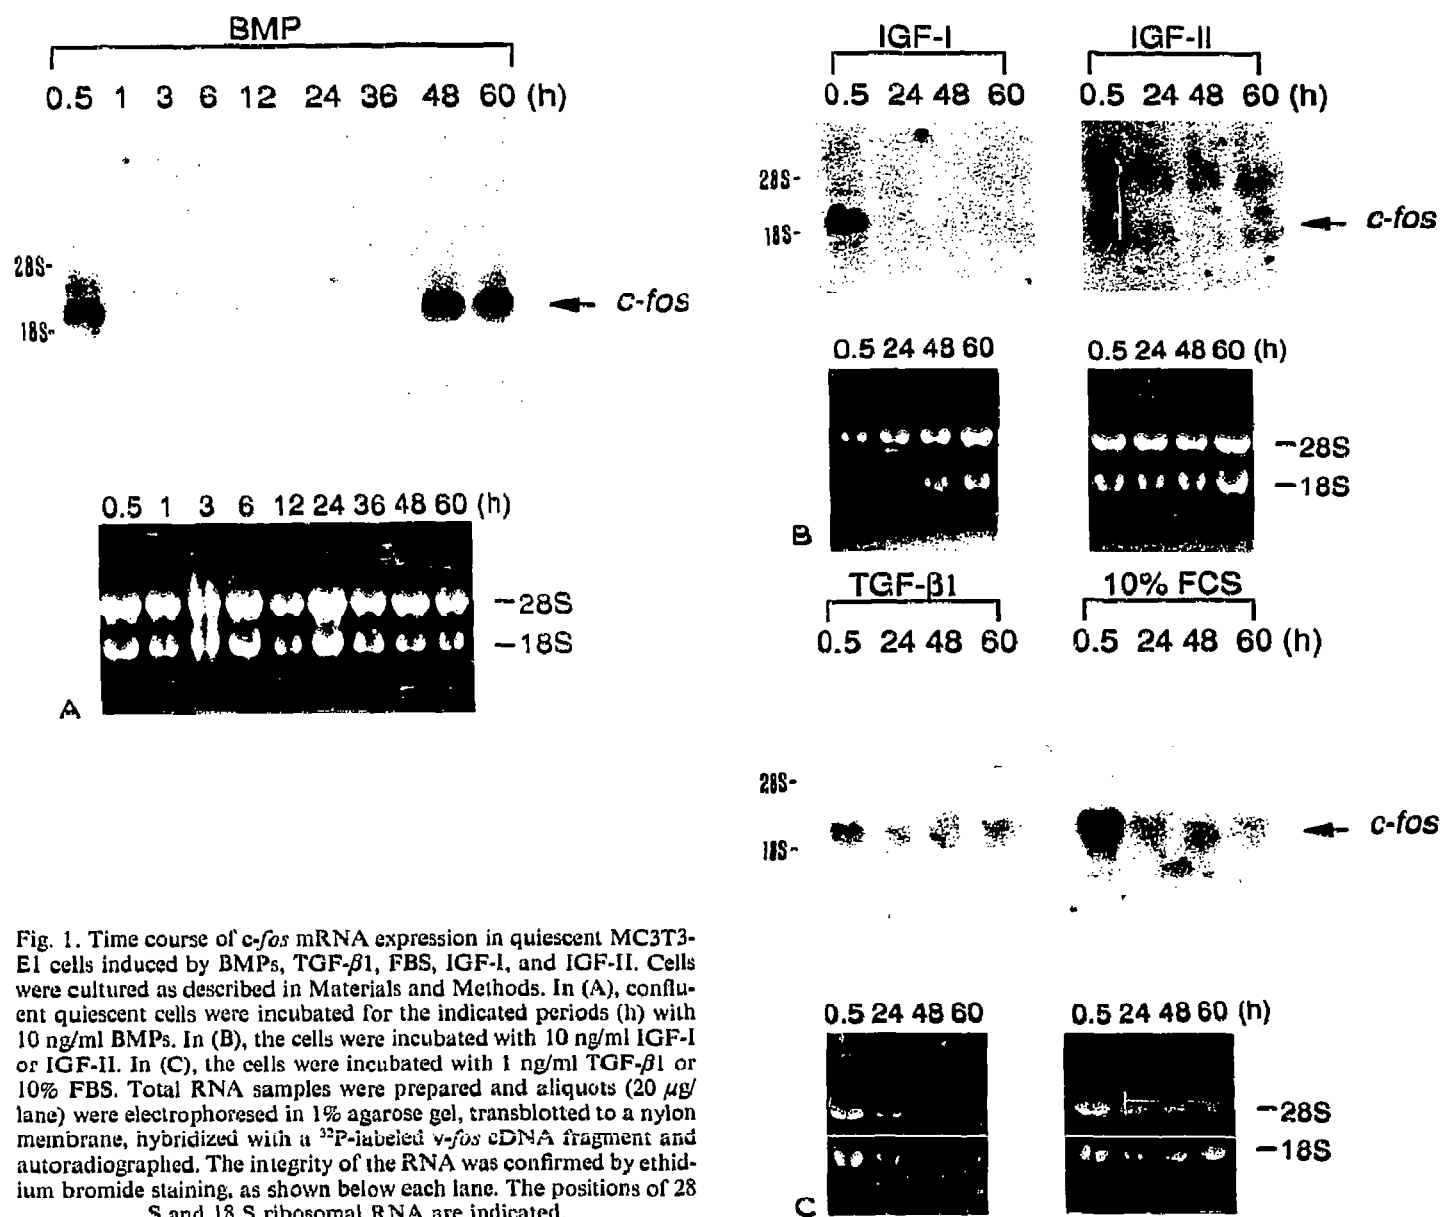 BMP
0.5 1 3 6 12 24 36 48 60 (h)
28S-
18S-
c-fos
0.5 1 3 6 12 24 36 48 60 (h)
-28S
-18S
A
IGF-I IGF-II
0.5 24 48 60 0.5 24 48 60 (h)
28S-
18S-
c-fos
0.5 24 48 60 0.5 24 48 60 (h)
-28S
-18S
B
TGF-β1 10% FCS
0.5 24 48 60 0.5 24 48 60 (h)
28S-
18S-
c-fos
0.5 24 48 60 0.5 24 48 60 (h)
-28S
-18S
C
Fig. 1. Time course of c-fos mRNA expression in quiescent MC3T3-
E1 cells induced by BMPs, TGF-β1, FBS, IGF-I, and IGF-II. Cells
were cultured as described in Materials and Methods. In (A), conflu-
ent quiescent cells were incubated for the indicated periods (h) with
10 ng/ml BMPs. In (B), the cells were incubated with 10 ng/ml IGF-I
or IGF-II. In (C), the cells were incubated with 1 ng/ml TGF-β1 or
10% FBS. Total RNA samples were prepared and aliquots (20 μg/
lane) were electrophoresed in 1% agarose gel, transblotted to a nylon
membrane, hybridized with a ³²P-labeled v-fos cDNA fragment and
autoradiographed. The integrity of the RNA was confirmed by ethid-
ium bromide staining, as shown below each lane. The positions of 28
S and 18 S ribosomal RNA are indicated.